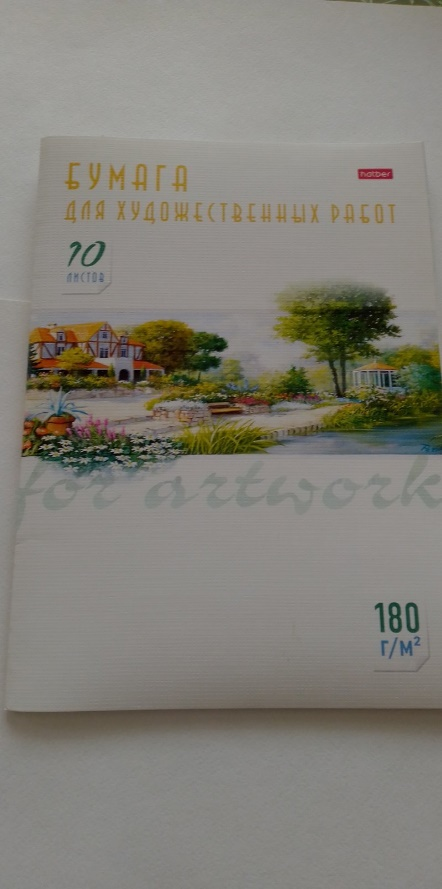 hatber
БУМАГА
ДЛЯ ХУДОЖЕСТВЕННЫХ РАБОТ
10
ЛИСТОВ
for artwork
180
Г/М²